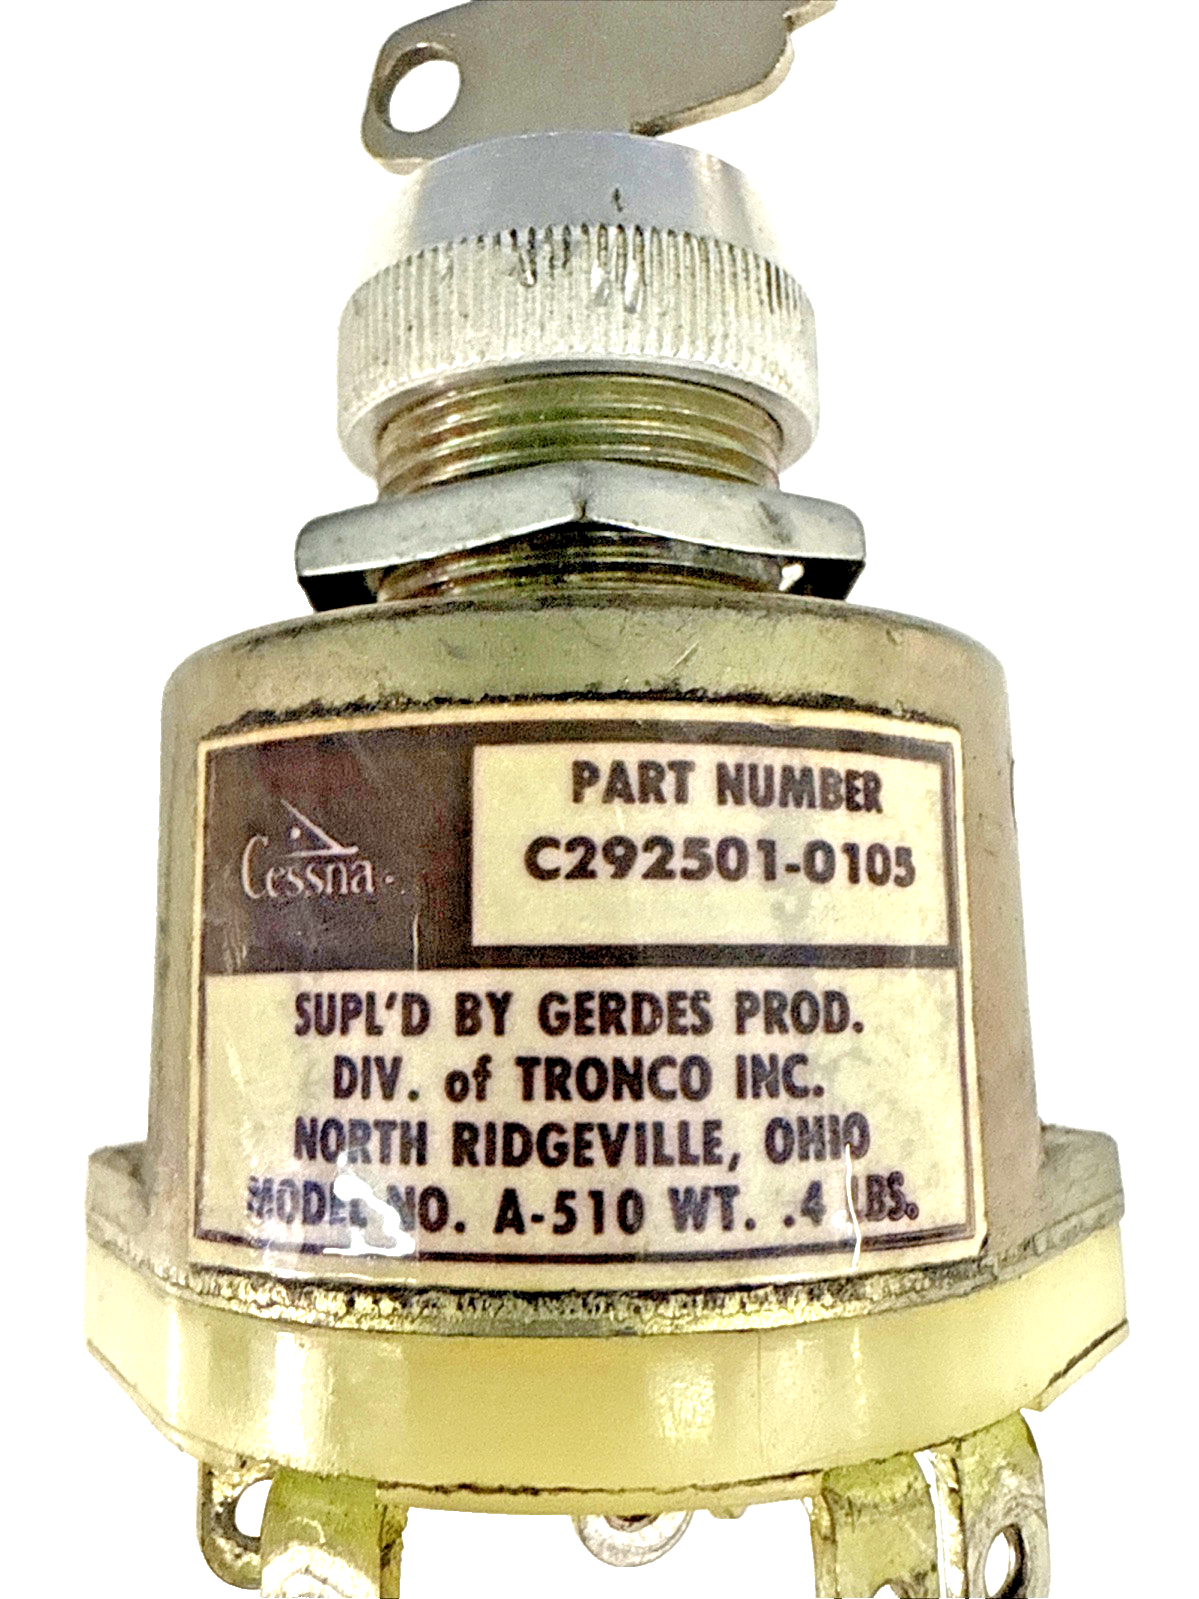 Cessna
PART NUMBER
C292501-0105
SUPL'D BY GERDES PROD.
DIV. of TRONCO INC.
NORTH RIDGEVILLE, OHIO
MODEL NO. A-510 WT. .4 LBS.